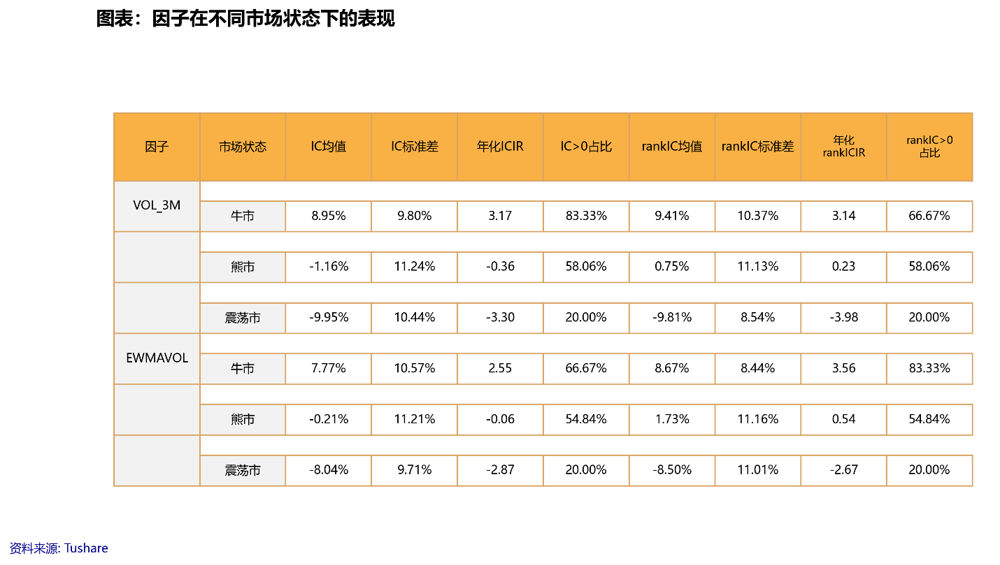 图表：因子在不同市场状态下的表现
因子 市场状态 IC均值 IC标准差 年化ICIR IC>0占比 rankIC均值 rankIC标准差 年化 rankICIR rankIC>0 占比
VOL_3M
牛市 8.95% 9.80% 3.17 83.33% 9.41% 10.37% 3.14 66.67%
熊市 -1.16% 11.24% -0.36 58.06% 0.75% 11.13% 0.23 58.06%
震荡市 -9.95% 10.44% -3.30 20.00% -9.81% 8.54% -3.98 20.00%
EWMAVOL
牛市 7.77% 10.57% 2.55 66.67% 8.67% 8.44% 3.56 83.33%
熊市 -0.21% 11.21% -0.06 54.84% 1.73% 11.16% 0.54 54.84%
震荡市 -8.04% 9.71% -2.87 20.00% -8.50% 11.01% -2.67 20.00%
资料来源: Tushare